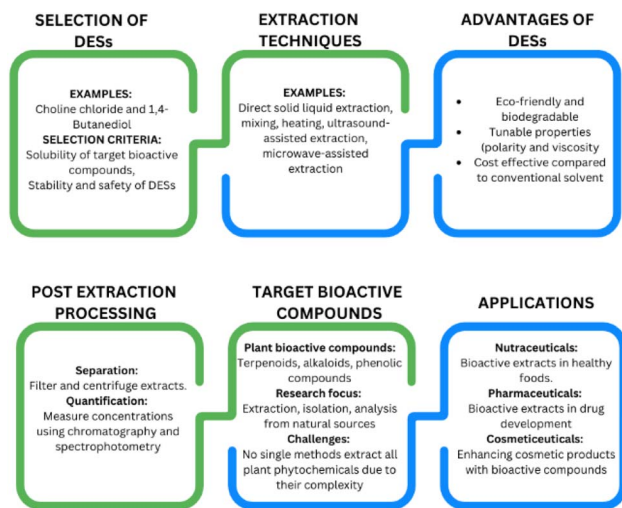 SELECTION OF
DESs
EXAMPLES:
Choline chloride and 1,4-
Butanediol
SELECTION CRITERIA:
Solubility of target bioactive
compounds,
Stability and safety of DESs
EXTRACTION
TECHNIQUES
EXAMPLES:
Direct solid liquid extraction,
mixing, heating, ultrasound-
assisted extraction,
microwave-assisted
extraction
ADVANTAGES OF
DESs
• Eco-friendly and
biodegradable
• Tunable properties
(polarity and viscosity
• Cost effective compared
to conventional solvent
POST EXTRACTION
PROCESSING
Separation:
Filter and centrifuge extracts.
Quantification:
Measure concentrations
using chromatography and
spectrophotometry
TARGET BIOACTIVE
COMPOUNDS
Plant bioactive compounds:
Terpenoids, alkaloids, phenolic
compounds
Research focus:
Extraction, isolation, analysis
from natural sources
Challenges:
No single methods extract all
plant phytochemicals due to
their complexity
APPLICATIONS
Nutraceuticals:
Bioactive extracts in healthy
foods.
Pharmaceuticals:
Bioactive extracts in drug
development
Cosmeticeuticals:
Enhancing cosmetic products
with bioactive compounds